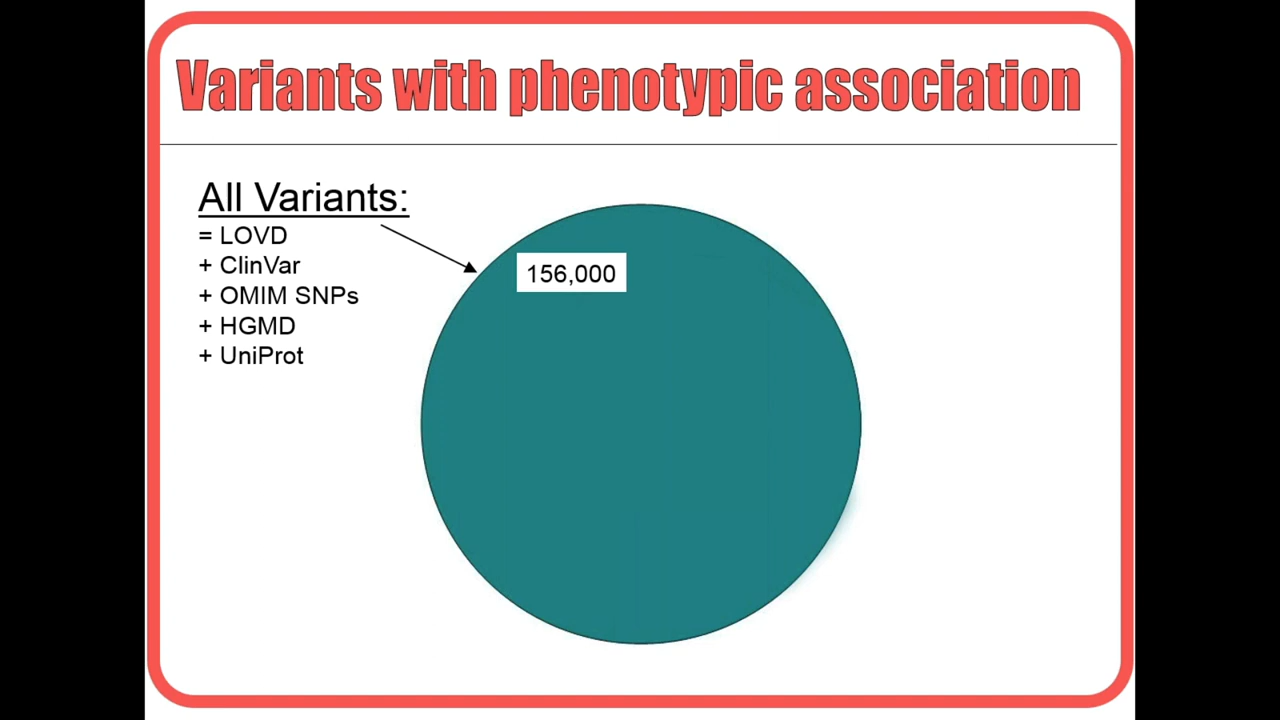 Variants with phenotypic association
All Variants:
= LOVD
+ ClinVar
+ OMIM SNPs
+ HGMD
+ UniProt
156,000